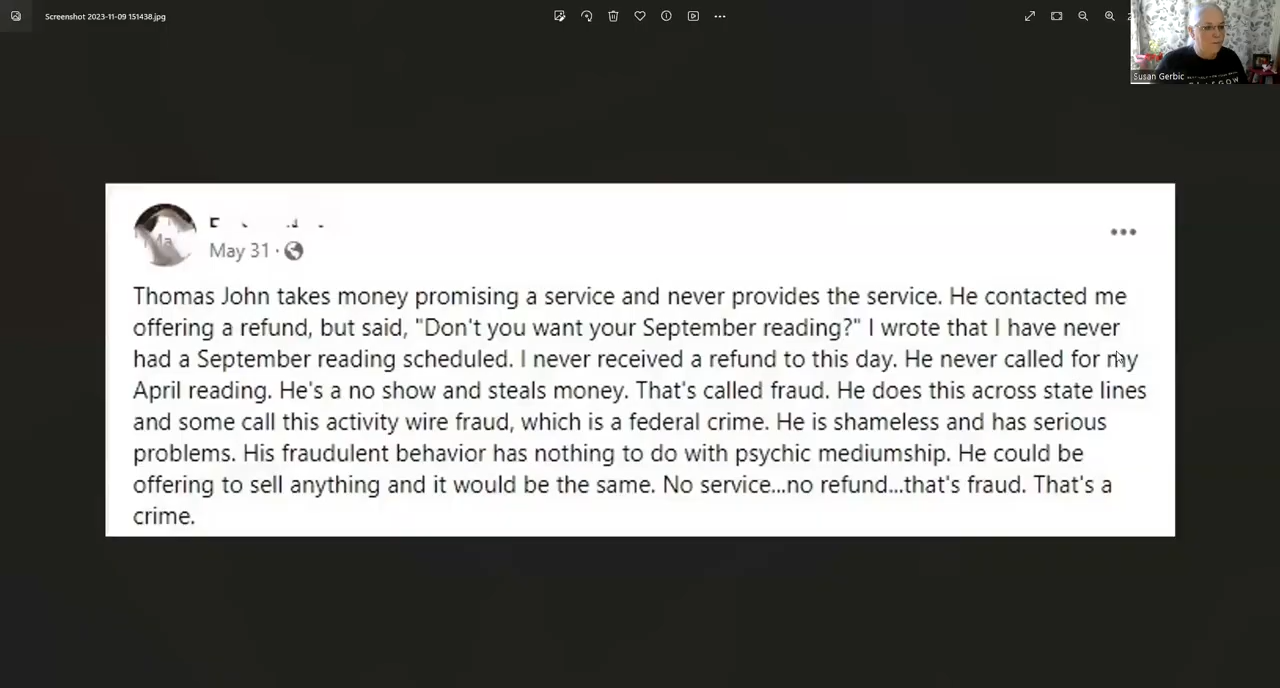 Screenshot 2023-11-09 151438.jpg
Susan Gerbic
May 31 ·
Thomas John takes money promising a service and never provides the service. He contacted me
offering a refund, but said, "Don't you want your September reading?" I wrote that I have never
had a September reading scheduled. I never received a refund to this day. He never called for my
April reading. He's a no show and steals money. That's called fraud. He does this across state lines
and some call this activity wire fraud, which is a federal crime. He is shameless and has serious
problems. His fraudulent behavior has nothing to do with psychic mediumship. He could be
offering to sell anything and it would be the same. No service...no refund...that's fraud. That's a
crime.